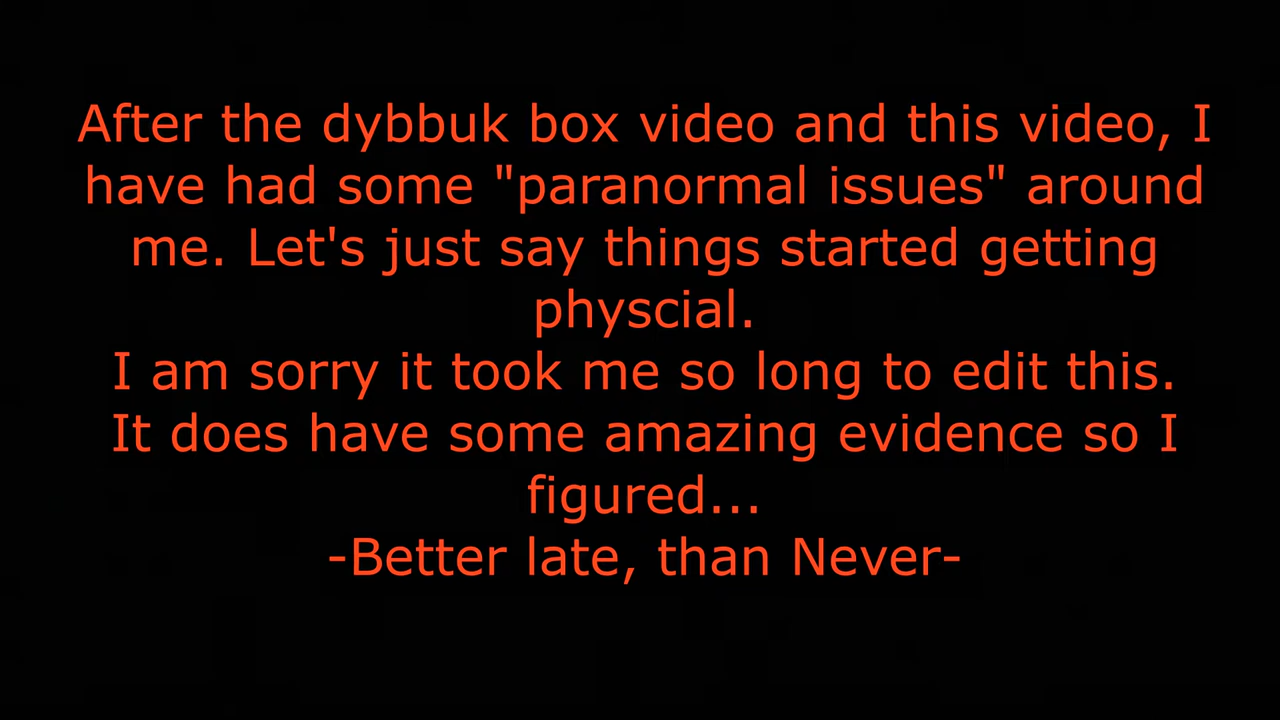 After the dybbuk box video and this video, I
have had some "paranormal issues" around
me. Let's just say things started getting
physcial.
I am sorry it took me so long to edit this.
It does have some amazing evidence so I
figured...
-Better late, than Never-